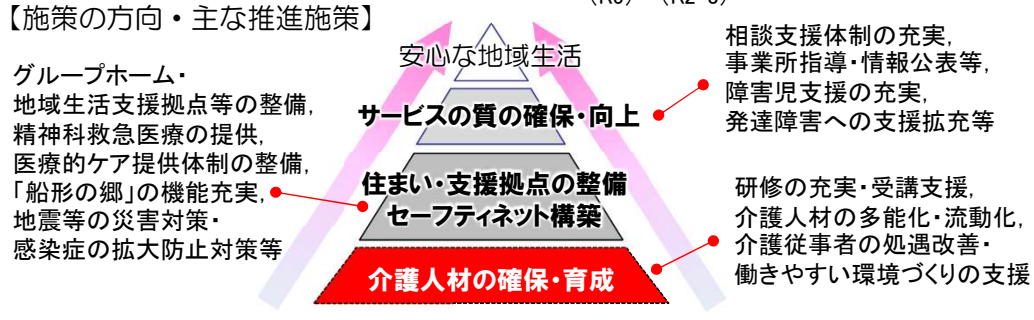 【施策の方向・主な推進施策】
安心な地域生活
グループホーム・
地域生活支援拠点等の整備,
精神科救急医療の提供,
医療的ケア提供体制の整備,
「船形の郷」の機能充実,
地震等の災害対策・
感染症の拡大防止対策等
サービスの質の確保・向上
相談支援体制の充実,
事業所指導・情報公表等,
障害児支援の充実,
発達障害への支援拡充等
住まい・支援拠点の整備
セーフティネット構築
研修の充実・受講支援,
介護人材の多能化・流動化,
介護従事者の処遇改善・
働きやすい環境づくりの支援
介護人材の確保・育成